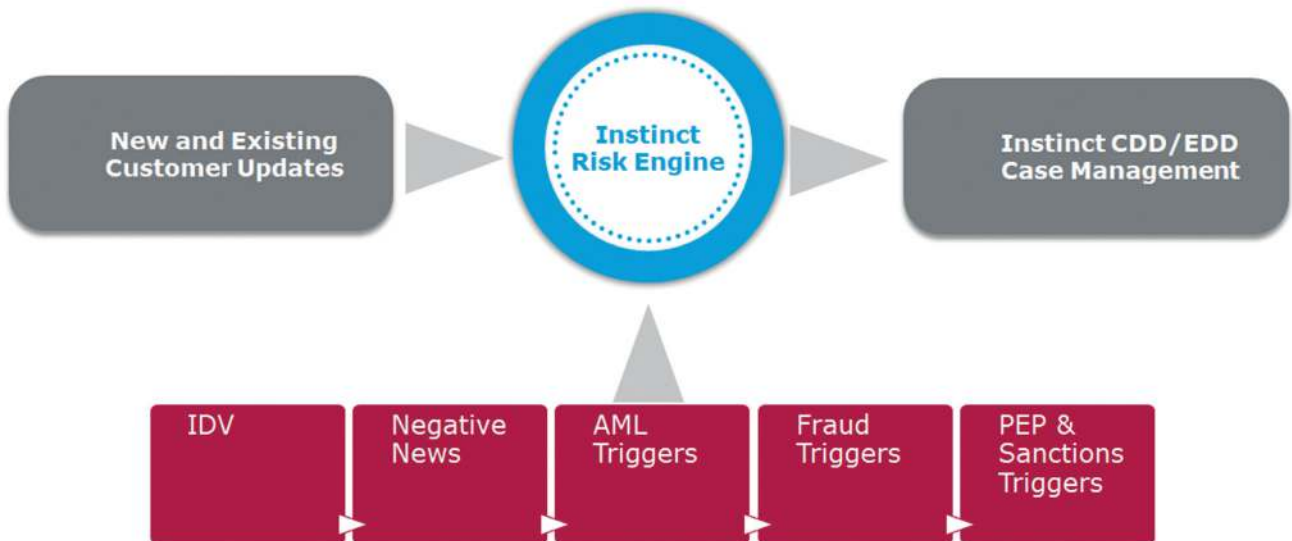 New and Existing
Customer Updates
Instinct
Risk Engine
Instinct CDD/EDD
Case Management
IDV
Negative
News
AML
Triggers
Fraud
Triggers
PEP &
Sanctions
Triggers